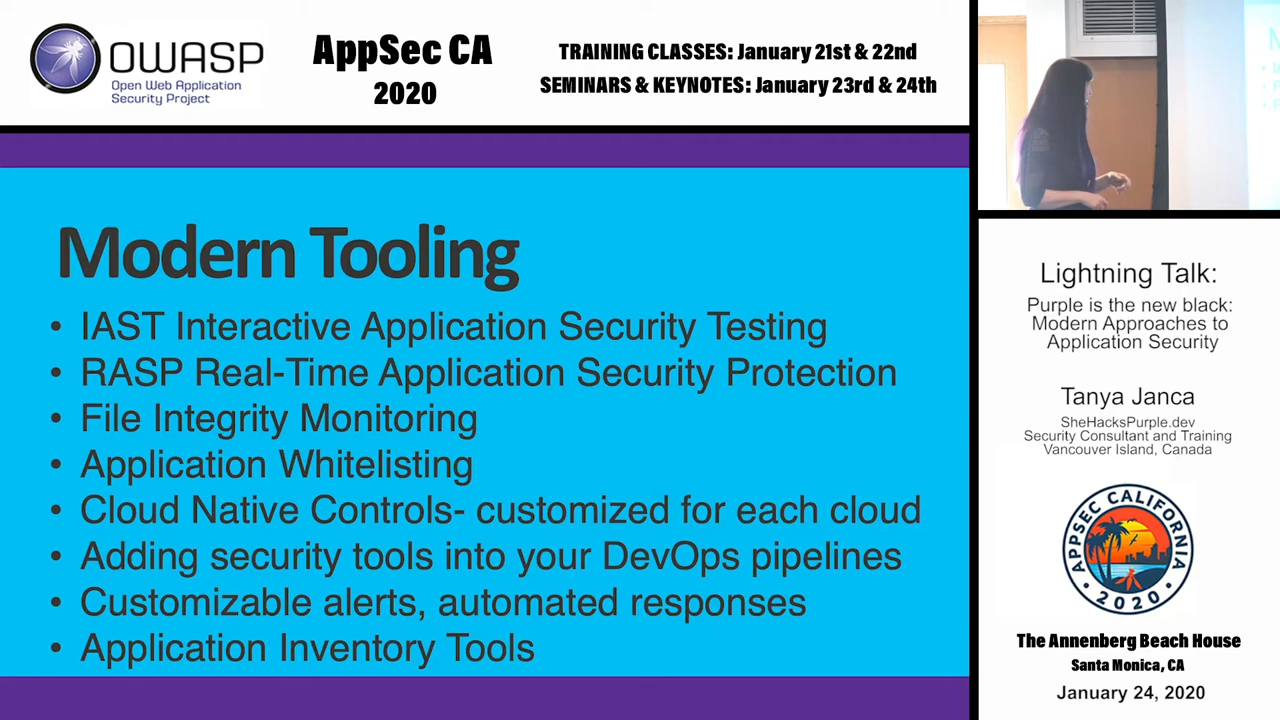 OWASP
Open Web Application
Security Project
AppSec CA
2020
TRAINING CLASSES: January 21st & 22nd
SEMINARS & KEYNOTES: January 23rd & 24th
Modern Tooling
• IAST Interactive Application Security Testing
• RASP Real-Time Application Security Protection
• File Integrity Monitoring
• Application Whitelisting
• Cloud Native Controls- customized for each cloud
• Adding security tools into your DevOps pipelines
• Customizable alerts, automated responses
• Application Inventory Tools
Lightning Talk:
Purple is the new black:
Modern Approaches to
Application Security
Tanya Janca
SheHacksPurple.dev
Security Consultant and Training
Vancouver Island, Canada
APPSEC CALIFORNIA
• 2020 •
The Annenberg Beach House
Santa Monica, CA
January 24, 2020